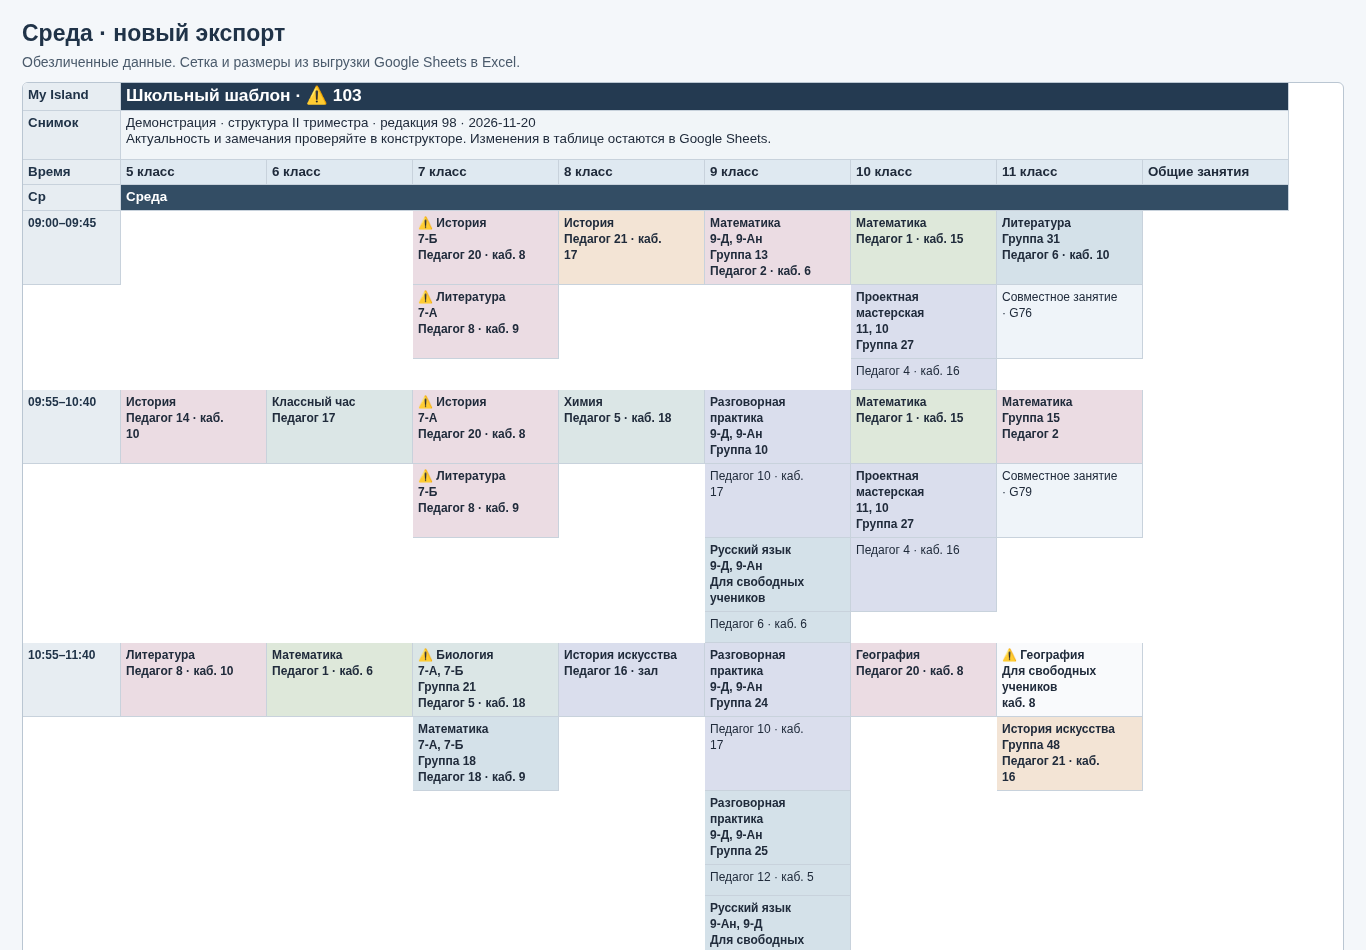 Среда · новый экспорт
Обезличенные данные. Сетка и размеры из выгрузки Google Sheets в Excel.
My Island
Школьный шаблон · ⚠️ 103
Снимок
Демонстрация · структура II триместра · редакция 98 · 2026-11-20
Актуальность и замечания проверяйте в конструкторе. Изменения в таблице остаются в Google Sheets.
Время
5 класс
6 класс
7 класс
8 класс
9 класс
10 класс
11 класс
Общие занятия
Ср
Среда
09:00–09:45
⚠️ История
7-Б
Педагог 20 · каб. 8
История
Педагог 21 · каб.
17
Математика
9-Д, 9-Ан
Группа 13
Педагог 2 · каб. 6
Математика
Педагог 1 · каб. 15
Литература
Группа 31
Педагог 6 · каб. 10
⚠️ Литература
7-А
Педагог 8 · каб. 9
Проектная
мастерская
11, 10
Группа 27
Совместное занятие
· G76
Педагог 4 · каб. 16
09:55–10:40
История
Педагог 14 · каб.
10
Классный час
Педагог 17
⚠️ История
7-А
Педагог 20 · каб. 8
Химия
Педагог 5 · каб. 18
Разговорная
практика
9-Д, 9-Ан
Группа 10
Математика
Педагог 1 · каб. 15
Математика
Группа 15
Педагог 2
⚠️ Литература
7-Б
Педагог 8 · каб. 9
Педагог 10 · каб.
17
Проектная
мастерская
11, 10
Группа 27
Совместное занятие
· G79
Русский язык
9-Д, 9-Ан
Для свободных
учеников
Педагог 4 · каб. 16
Педагог 6 · каб. 6
10:55–11:40
Литература
Педагог 8 · каб. 10
Математика
Педагог 1 · каб. 6
⚠️ Биология
7-А, 7-Б
Группа 21
Педагог 5 · каб. 18
История искусства
Педагог 16 · зал
Разговорная
практика
9-Д, 9-Ан
Группа 24
География
Педагог 20 · каб. 8
⚠️ География
Для свободных
учеников
каб. 8
Математика
7-А, 7-Б
Группа 18
Педагог 18 · каб. 9
Педагог 10 · каб.
17
История искусства
Группа 48
Педагог 21 · каб.
16
Разговорная
практика
9-Д, 9-Ан
Группа 25
Педагог 12 · каб. 5
Русский язык
9-Ан, 9-Д
Для свободных